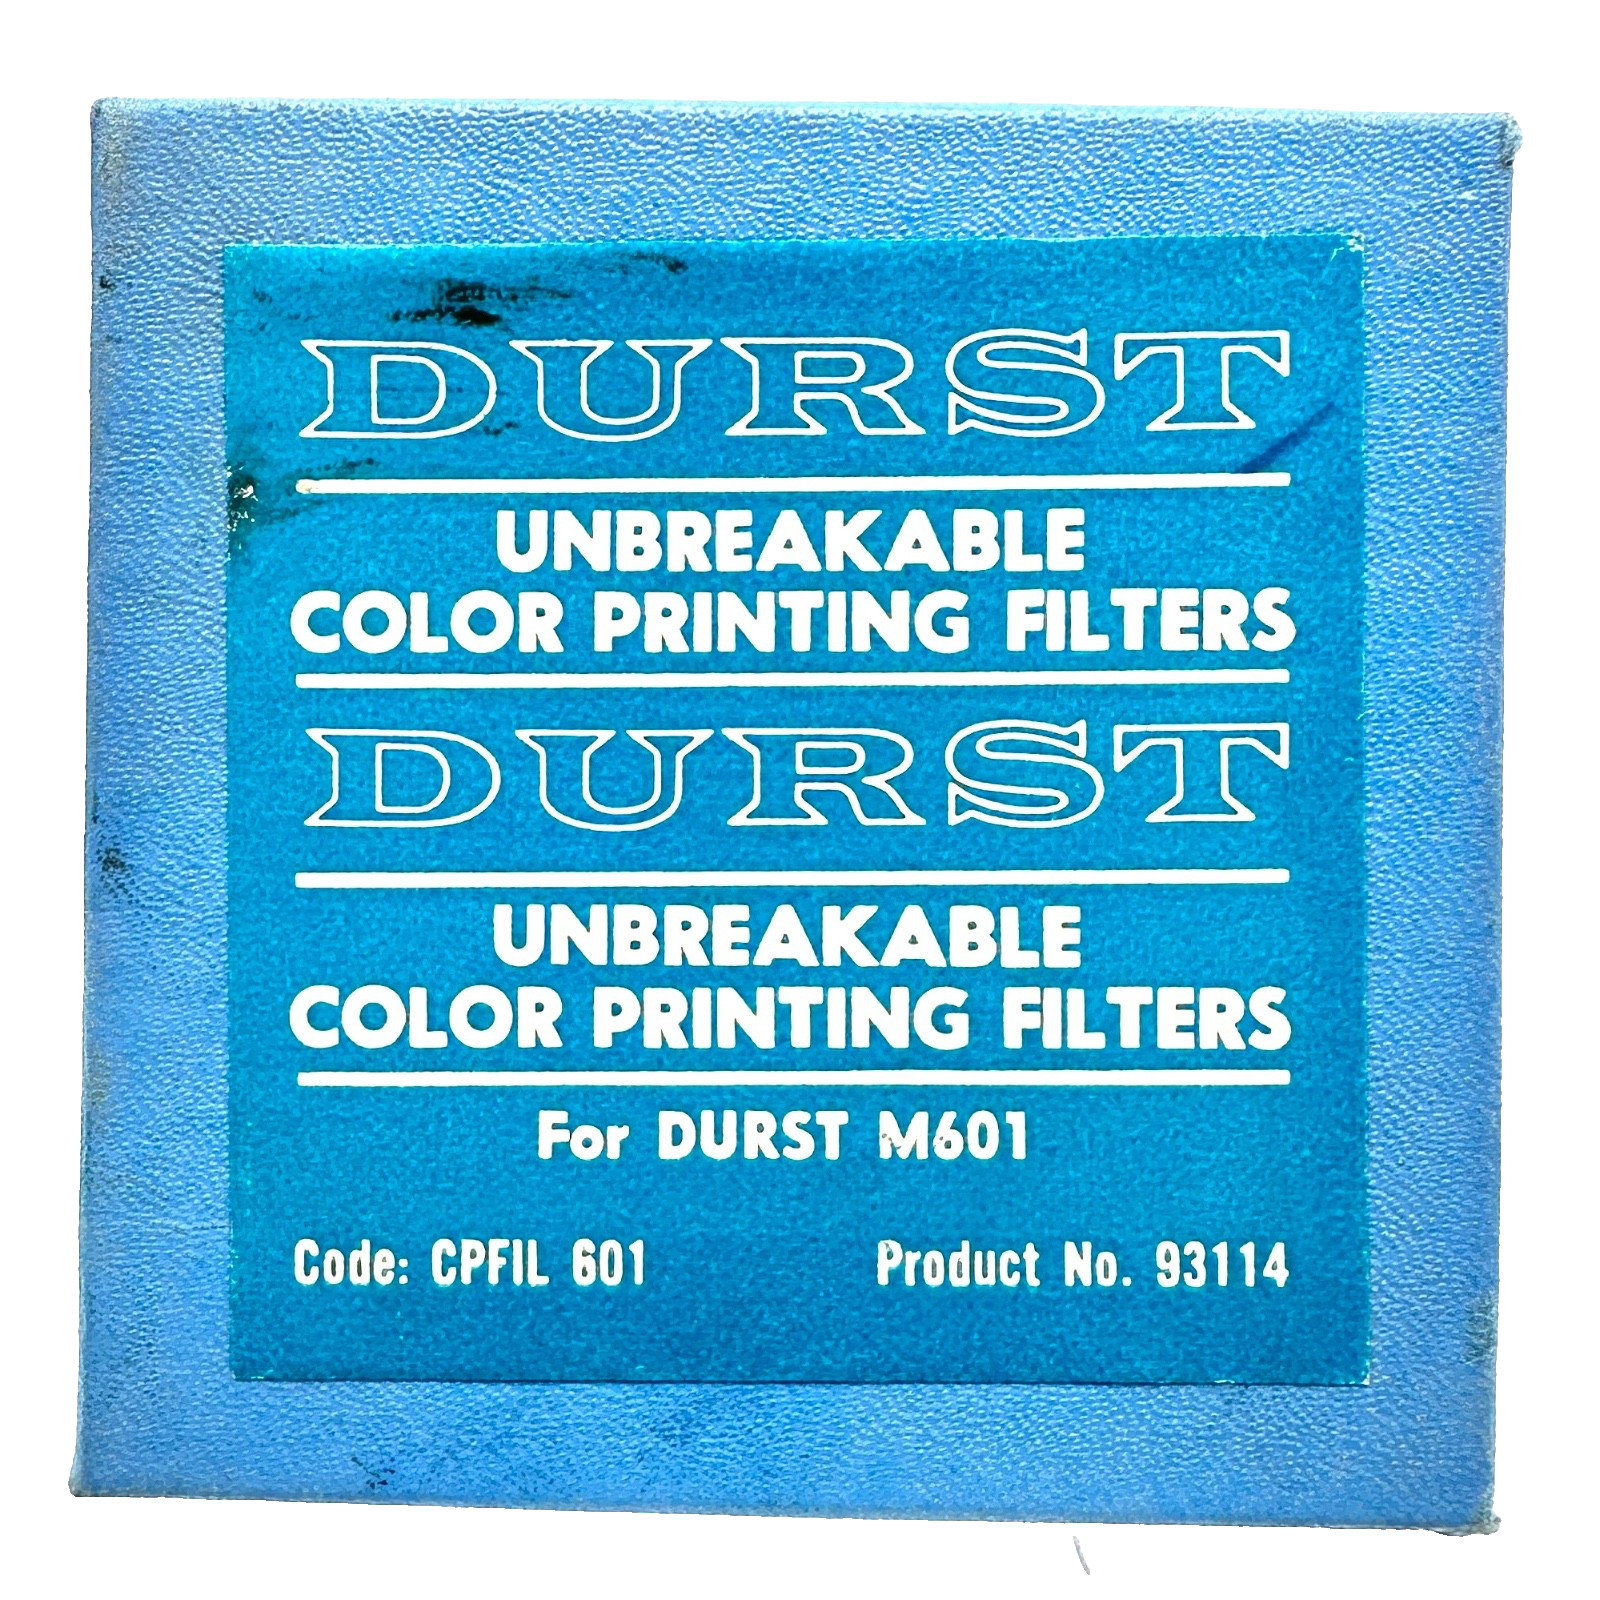 DURST
UNBREAKABLE
COLOR PRINTING FILTERS
DURST
UNBREAKABLE
COLOR PRINTING FILTERS
For DURST M601
Code: CPFIL 601 Product No. 93114